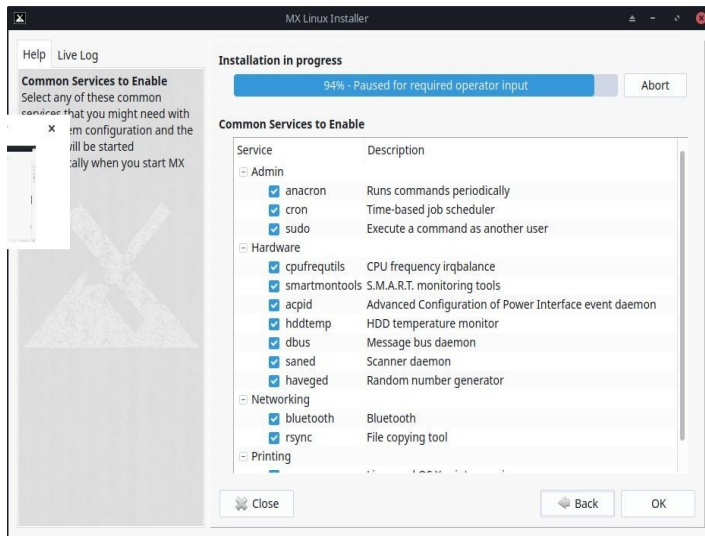 MX Linux Installer
Help Live Log
Common Services to Enable
Select any of these common
services that you might need with
em configuration and the
ill be started
cally when you start MX
x
Installation in progress
94% - Paused for required operator input
Abort
Common Services to Enable
Service Description
Admin
anacron Runs commands periodically
cron Time-based job scheduler
sudo Execute a command as another user
Hardware
cpufrequtils CPU frequency irqbalance
smartmontools S.M.A.R.T. monitoring tools
acpid Advanced Configuration of Power Interface event daemon
hddtemp HDD temperature monitor
dbus Message bus daemon
saned Scanner daemon
haveged Random number generator
Networking
bluetooth Bluetooth
rsync File copying tool
Printing
Close
Back
OK